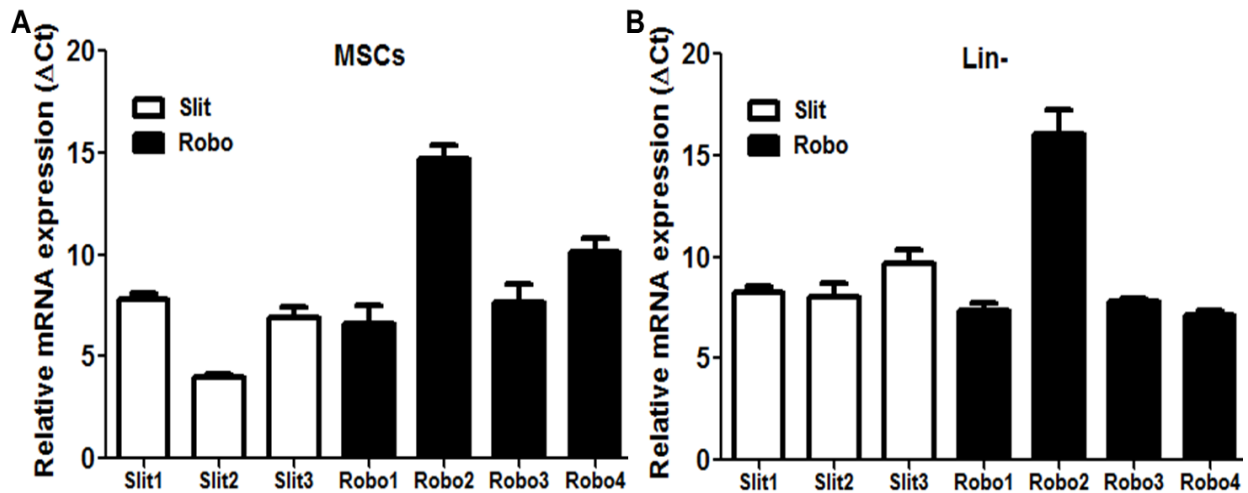 A
MSCs
Relative mRNA expression (ΔCt)
20
15
10
5
0
Slit
Robo
Slit1 Slit2 Slit3 Robo1 Robo2 Robo3 Robo4
B
Lin-
Relative mRNA expression (ΔCt)
20
15
10
5
0
Slit
Robo
Slit1 Slit2 Slit3 Robo1 Robo2 Robo3 Robo4